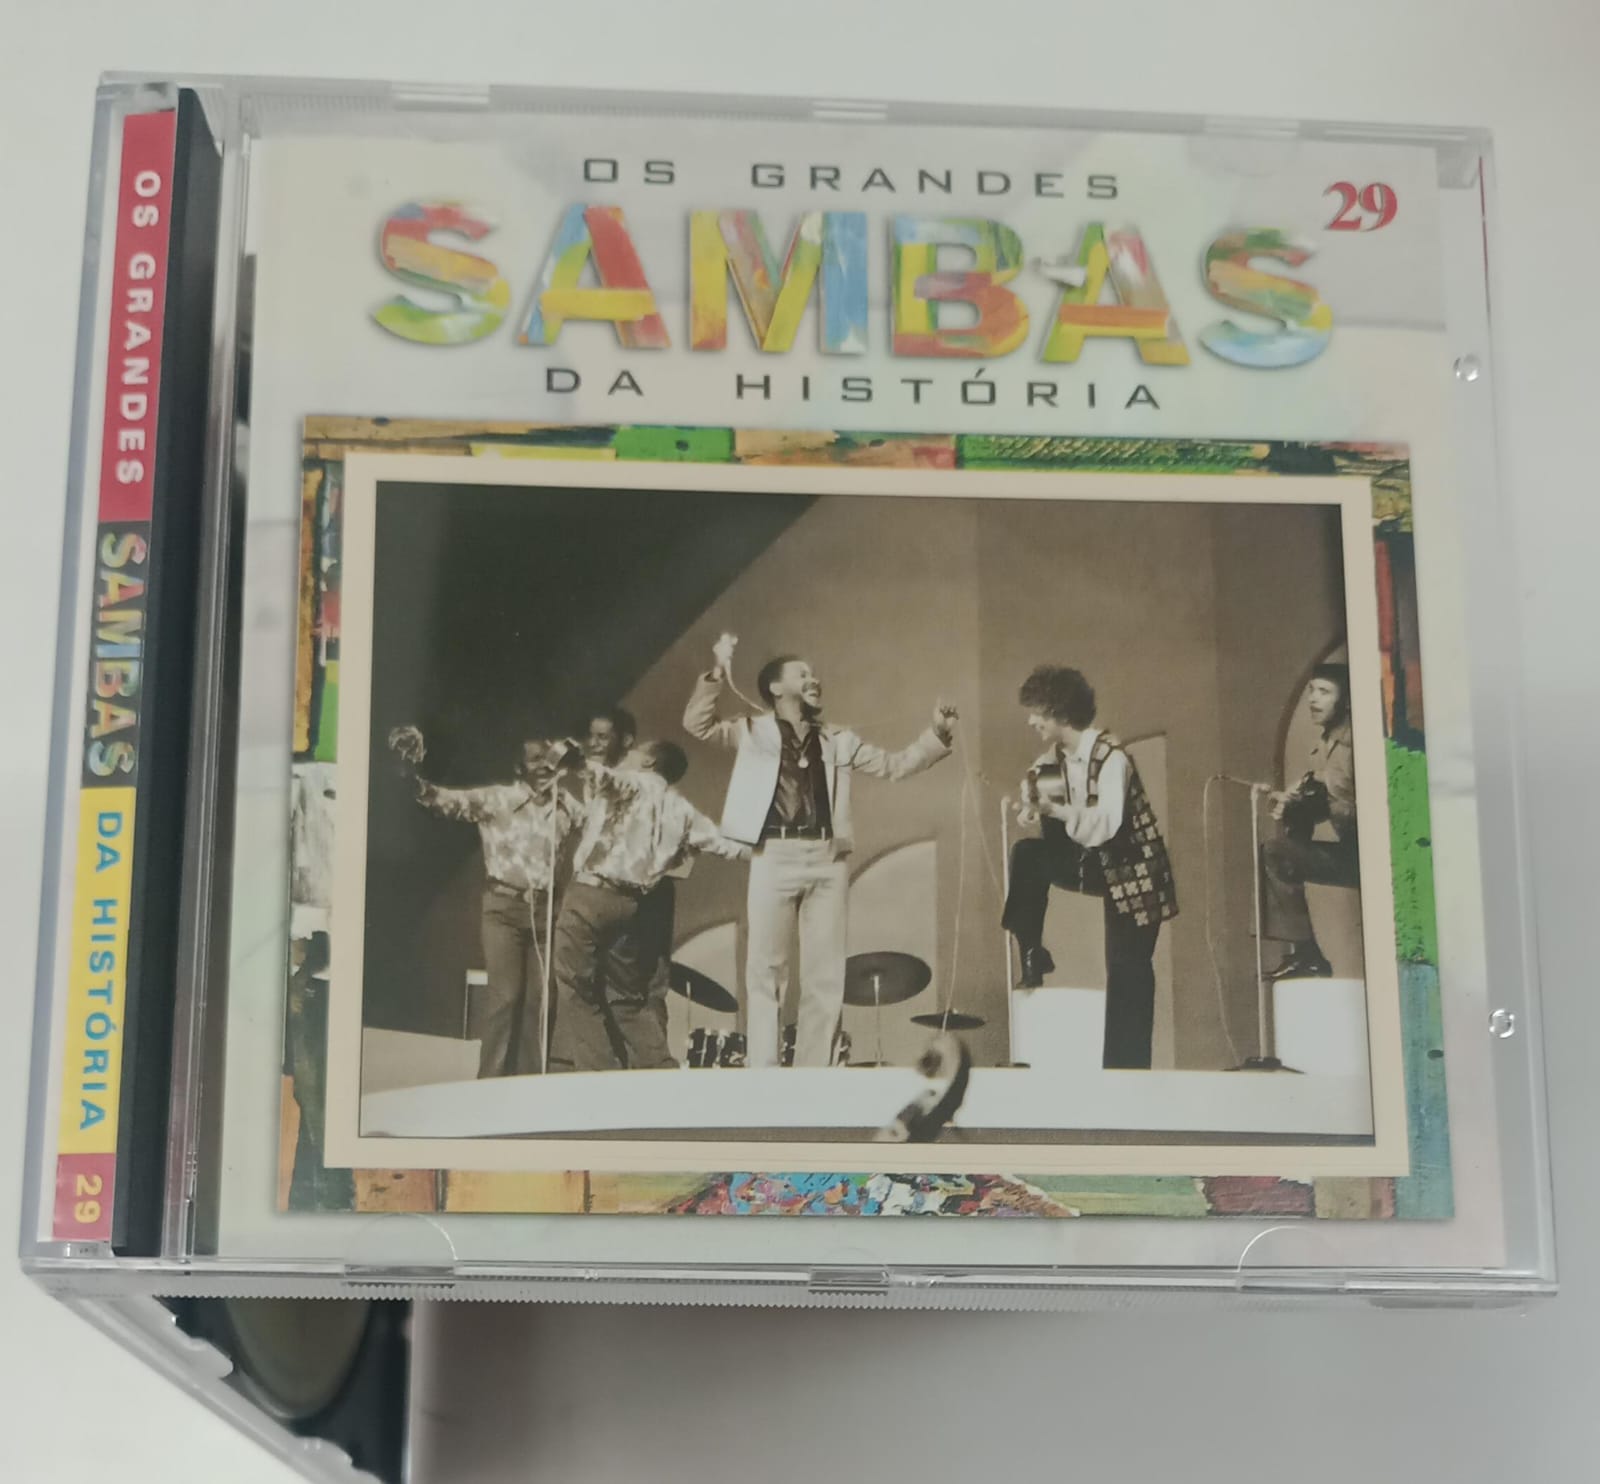 OS GRANDES
SAMBAS
DA HISTÓRIA
29
OS GRANDES SAMBAS DA HISTÓRIA 29